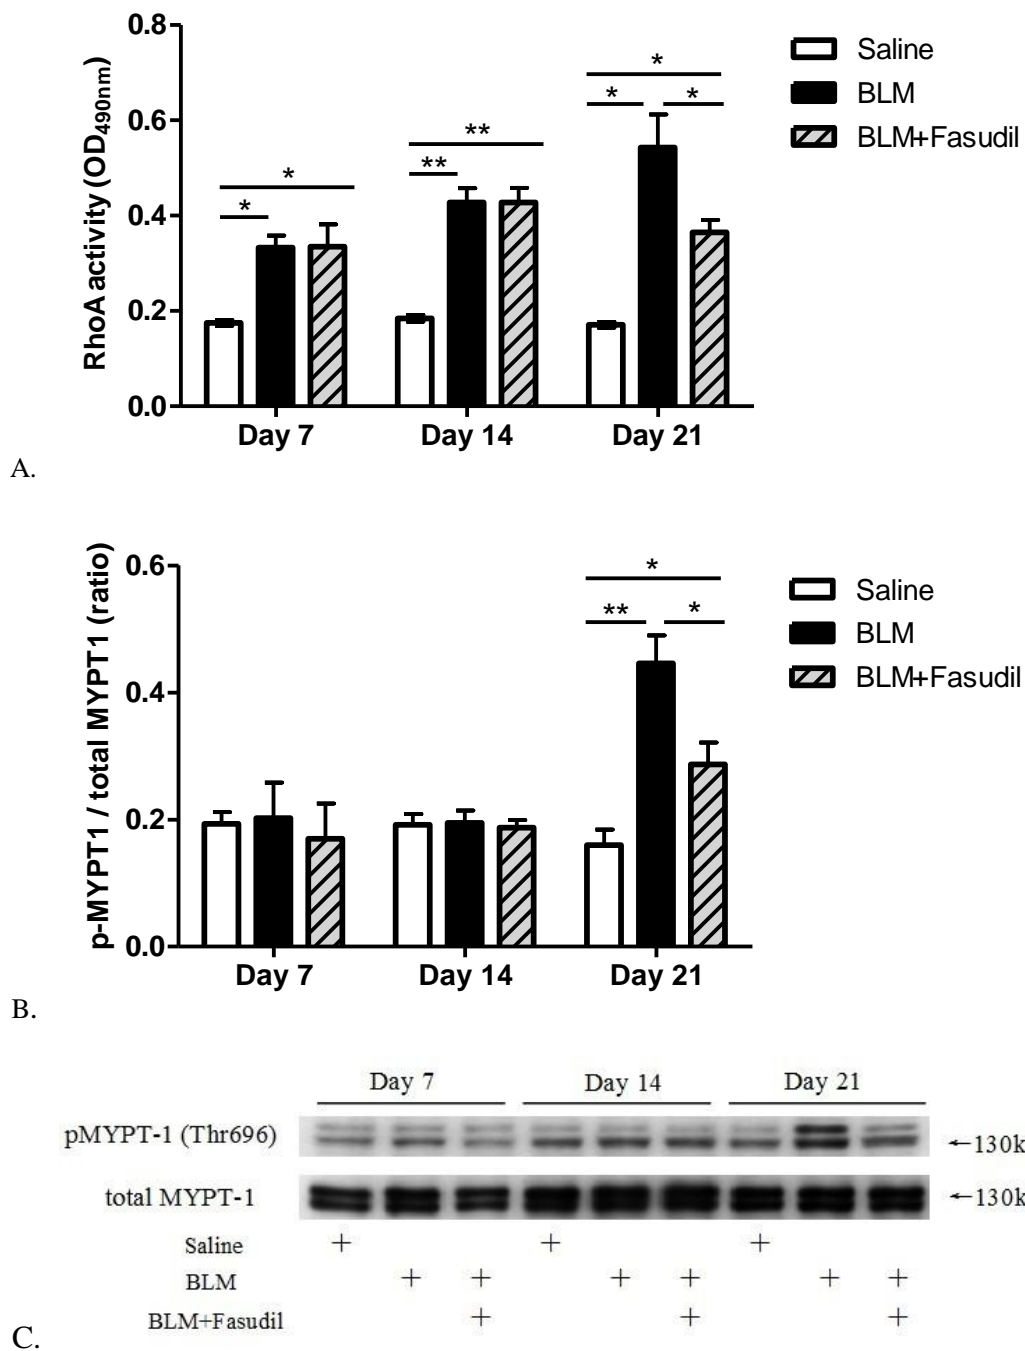 0.8
0.6
0.4
0.2
0.0
RhoA activity (OD490nm)
*
*
**
**
*
*
*
Saline
BLM
BLM+Fasudil
Day 7 Day 14 Day 21
A.
0.6
0.4
0.2
0.0
p-MYPT1 / total MYPT1 (ratio)
*
**
*
Saline
BLM
BLM+Fasudil
Day 7 Day 14 Day 21
B.
Day 7 Day 14 Day 21
pMYPT-1 (Thr696) ←130k
total MYPT-1 ←130k
Saline + + +
BLM + + + + + +
BLM+Fasudil + + +
C.